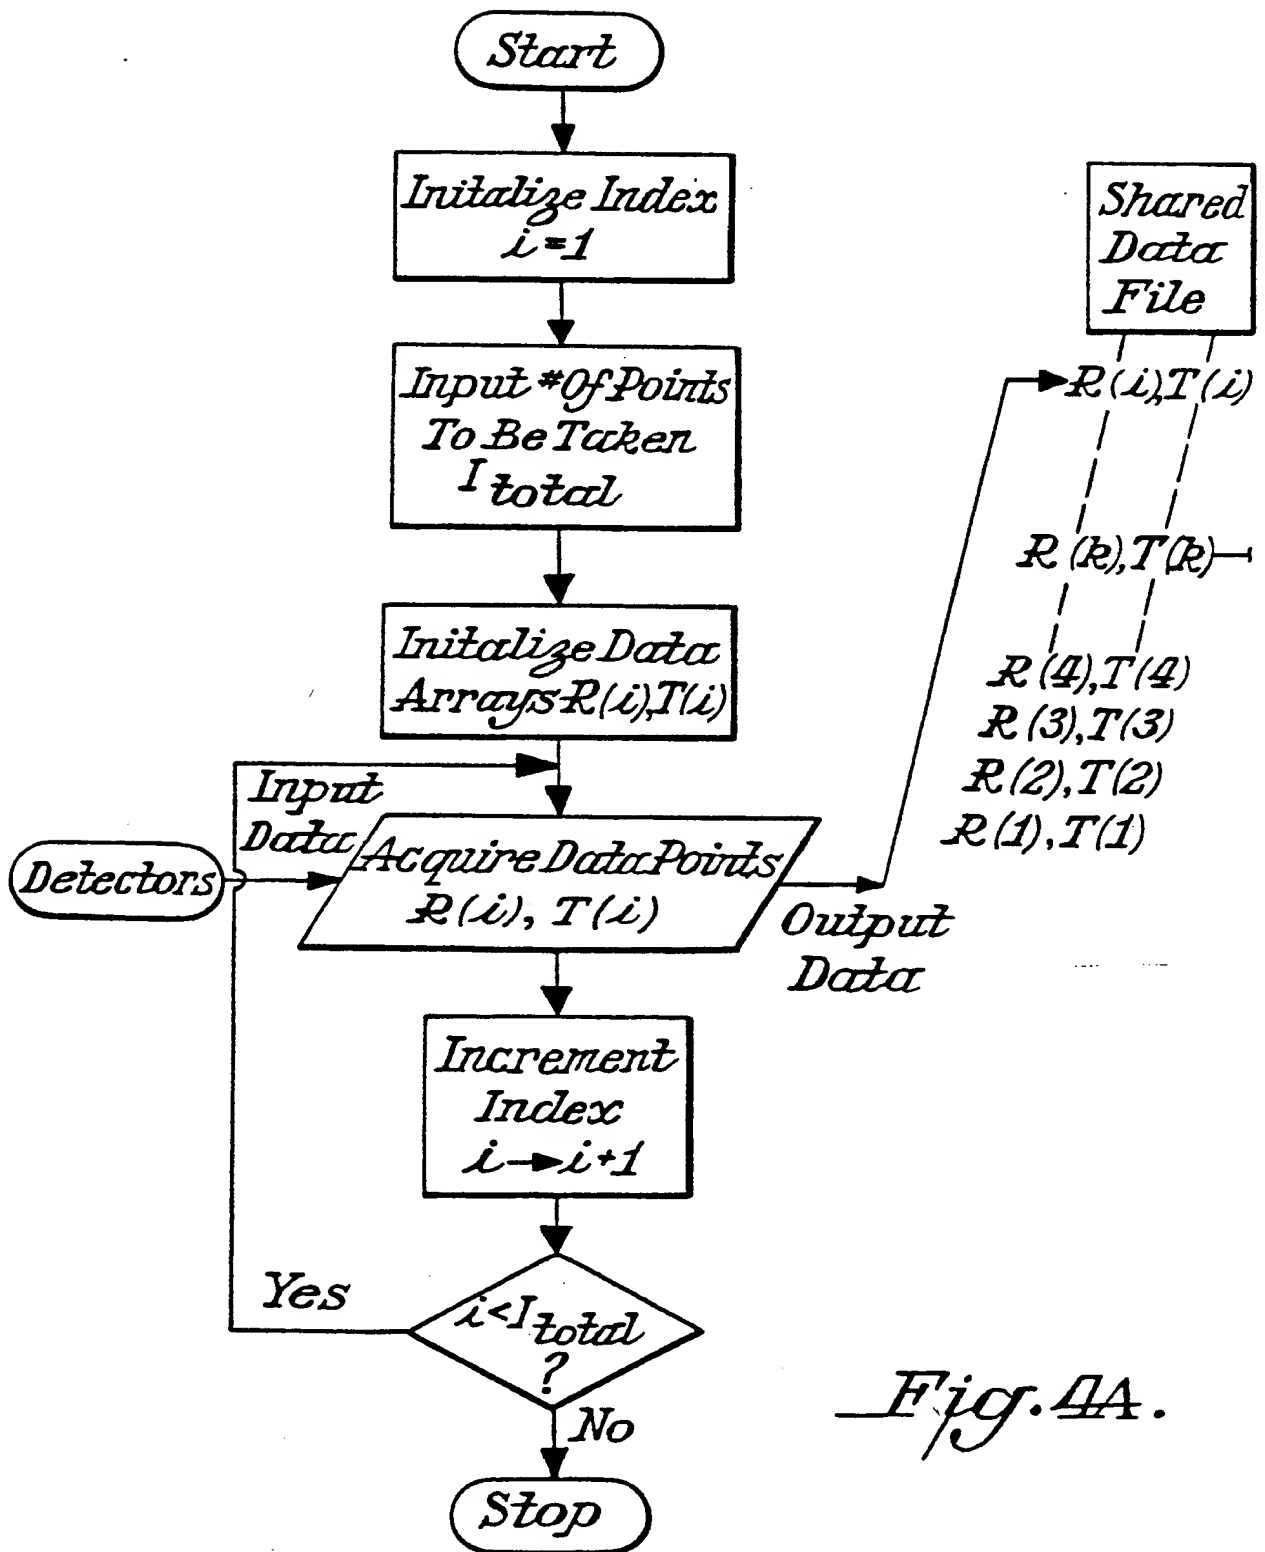 Start
Initalize Index
i=1
Input #Of Points
To Be Taken
I total
Initalize Data
Arrays R(i),T(i)
Input
Data
Detectors
Acquire Data Points
R(i), T(i)
Output
Data
Increment
Index
i→i+1
Yes
i<I total
?
No
Stop
Shared
Data
File
R(i),T(i)
R(k),T(k)
R(4),T(4)
R(3),T(3)
R(2),T(2)
R(1),T(1)
Fig. 4A.